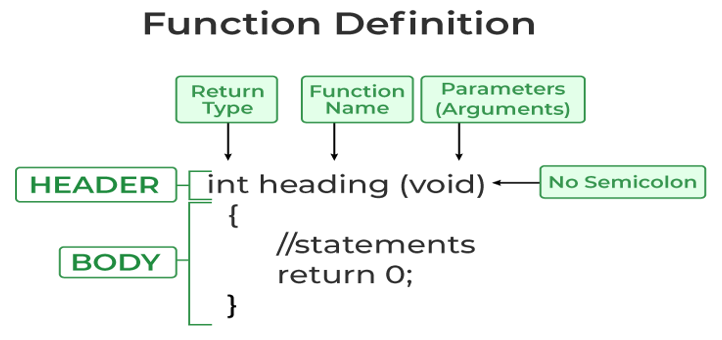 Function Definition
Return
Type
Function
Name
Parameters
(Arguments)
HEADER
int heading (void)
No Semicolon
{
BODY
//statements
return 0;
}